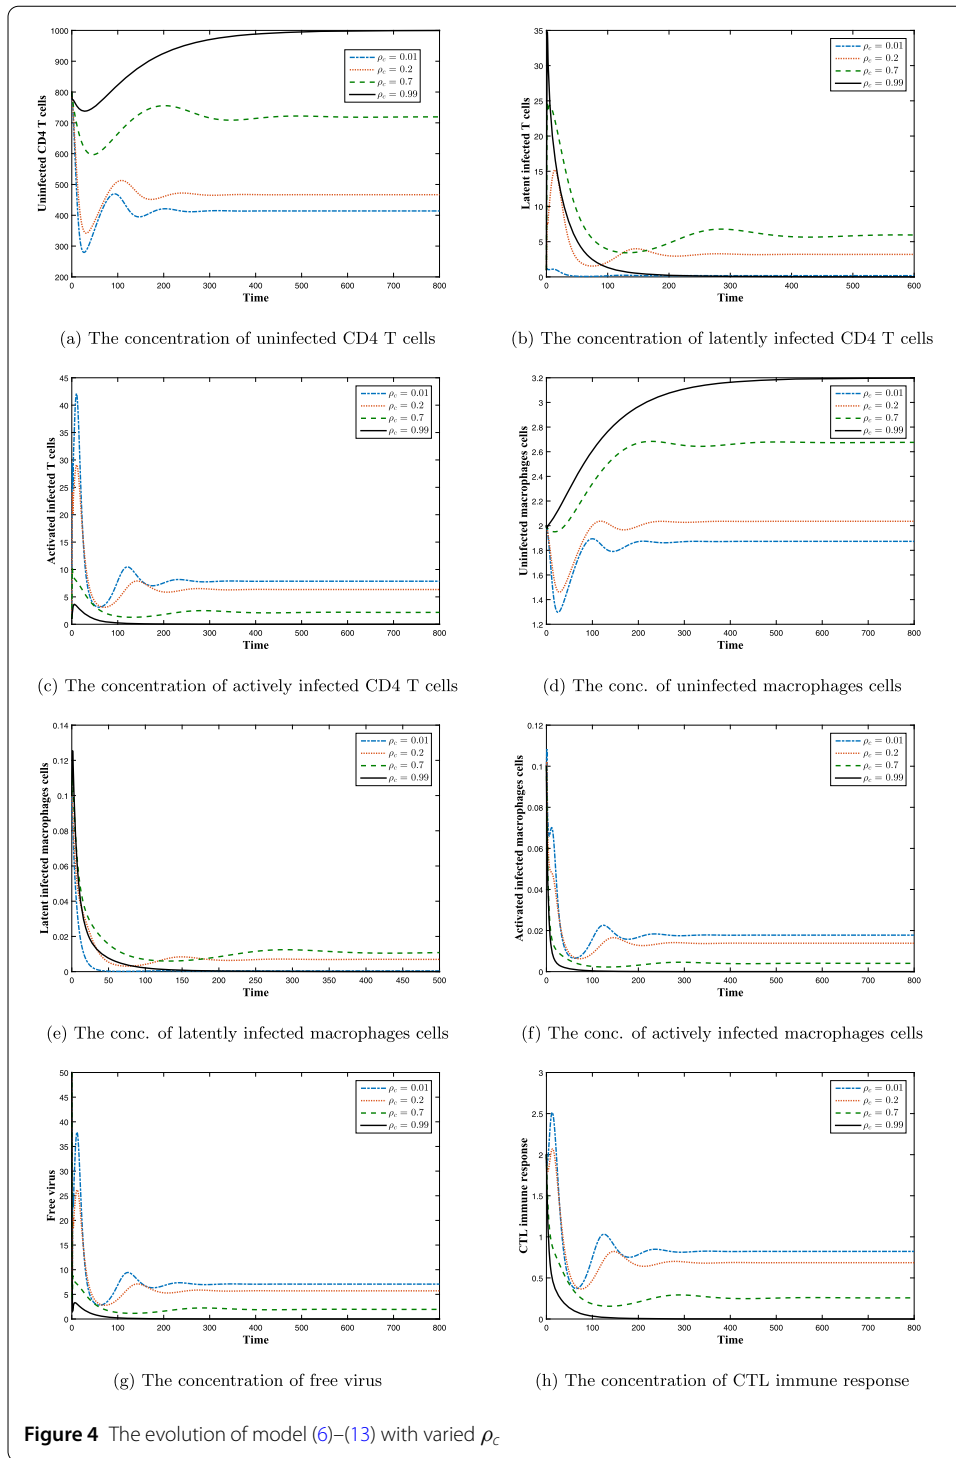 1000
900
800
700
600
500
400
300
200
Uninfected CD4 T cells
ρc = 0.01
ρc = 0.2
ρc = 0.7
ρc = 0.99
0 100 200 300 400 500 600 700 800
Time
(a) The concentration of uninfected CD4 T cells
35
30
25
20
15
10
5
0
Latent infected T cells
ρc = 0.01
ρc = 0.2
ρc = 0.7
ρc = 0.99
0 100 200 300 400 500 600 700 600
Time
(b) The concentration of latently infected CD4 T cells
45
40
35
30
25
20
15
10
5
0
Activated infected T cells
ρc = 0.01
ρc = 0.2
ρc = 0.7
ρc = 0.99
0 100 200 300 400 500 600 700 800
Time
(c) The concentration of actively infected CD4 T cells
3.2
3
2.8
2.6
2.4
2.2
2
1.8
1.6
1.4
1.2
Uninfected macrophages cells
ρc = 0.01
ρc = 0.2
ρc = 0.7
ρc = 0.99
0 100 200 300 400 500 600 700 800
Time
(d) The conc. of uninfected macrophages cells
0.14
0.12
0.1
0.08
0.06
0.04
0.02
0
Latent infected macrophages cells
ρc = 0.01
ρc = 0.2
ρc = 0.7
ρc = 0.99
0 50 100 150 200 250 300 450 500
Time
(e) The conc. of latently infected macrophages cells
0.12
0.1
0.08
0.06
0.04
0.02
0
Activated infected macrophages cells
ρc = 0.01
ρc = 0.2
ρc = 0.7
ρc = 0.99
0 100 200 300 400 500 600 700 800
Time
(f) The conc. of actively infected macrophages cells
50
45
40
35
30
25
20
15
10
5
0
Free virus
ρc = 0.01
ρc = 0.2
ρc = 0.7
ρc = 0.99
0 100 200 300 400 500 600 700 800
Time
(g) The concentration of free virus
3
2.5
2
1.5
1
0.5
0
CTL immune response
ρc = 0.01
ρc = 0.2
ρc = 0.7
ρc = 0.99
0 100 200 300 400 500 600 700 800
Time
(h) The concentration of CTL immune response
Figure 4 The evolution of model (6)–(13) with varied ρc